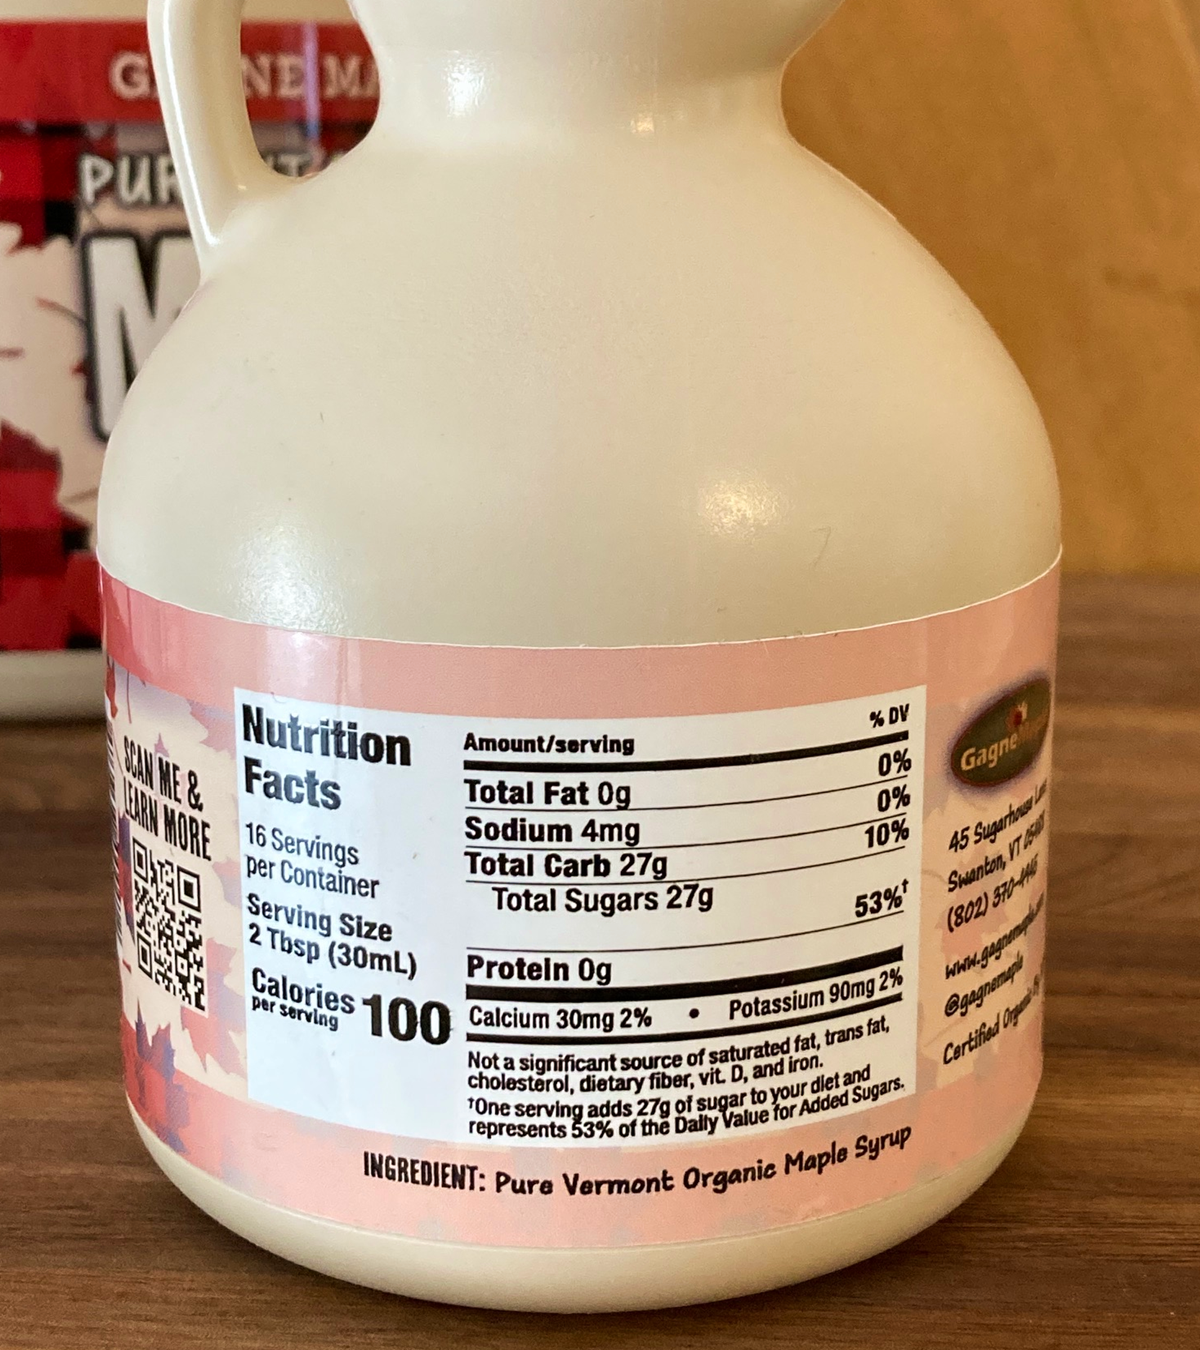 PUR
M
SCAN ME &
LEARN MORE
Nutrition
Facts
16 Servings
per Container
Serving Size
2 Tbsp (30mL)
Calories 100
per serving
% DV
Amount/serving
Total Fat 0g 0%
Sodium 4mg 0%
Total Carb 27g 10%
Total Sugars 27g 53%†
Protein 0g
Calcium 30mg 2% • Potassium 90mg 2%
Not a significant source of saturated fat, trans fat,
cholesterol, dietary fiber, vit. D, and iron.
†One serving adds 27g of sugar to your diet and
represents 53% of the Daily Value for Added Sugars.
INGREDIENT: Pure Vermont Organic Maple Syrup
Gagne
45 Sugarhouse
Swanton, VT
(802)
@gagnemaple
Certified Organic